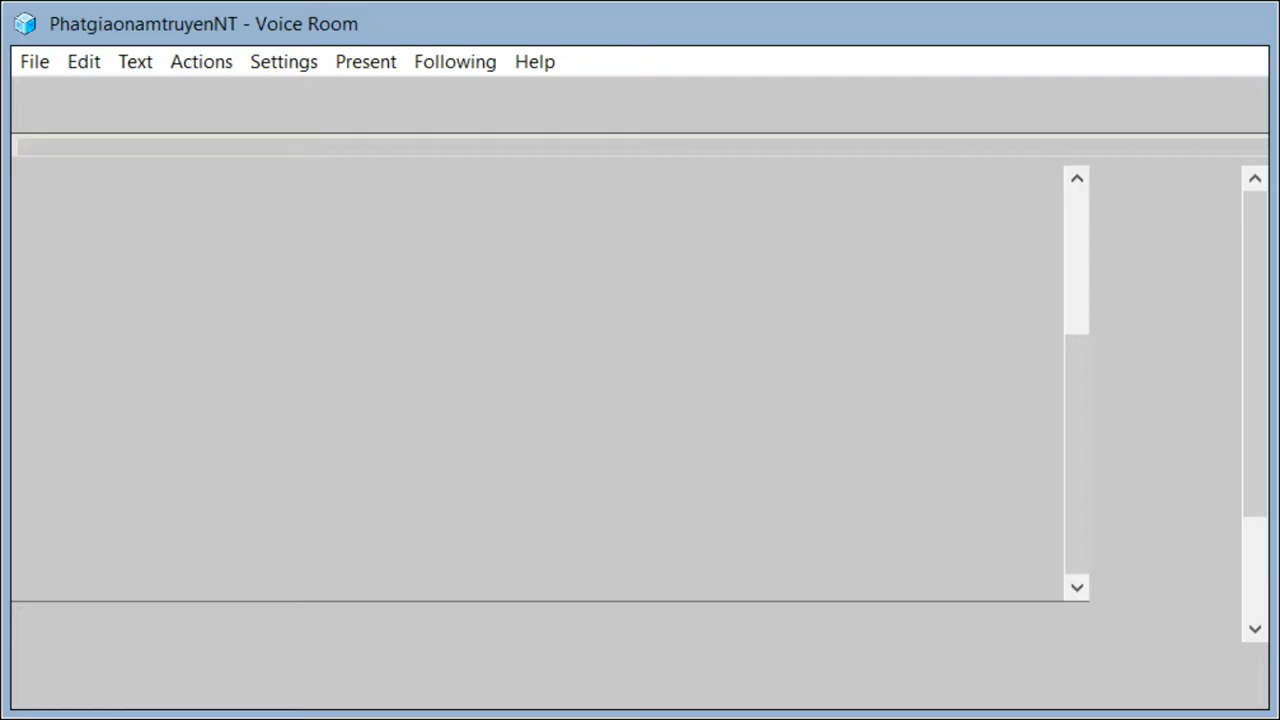 PhatgiaonamtruyenNT - Voice Room
File Edit Text Actions Settings Present Following Help